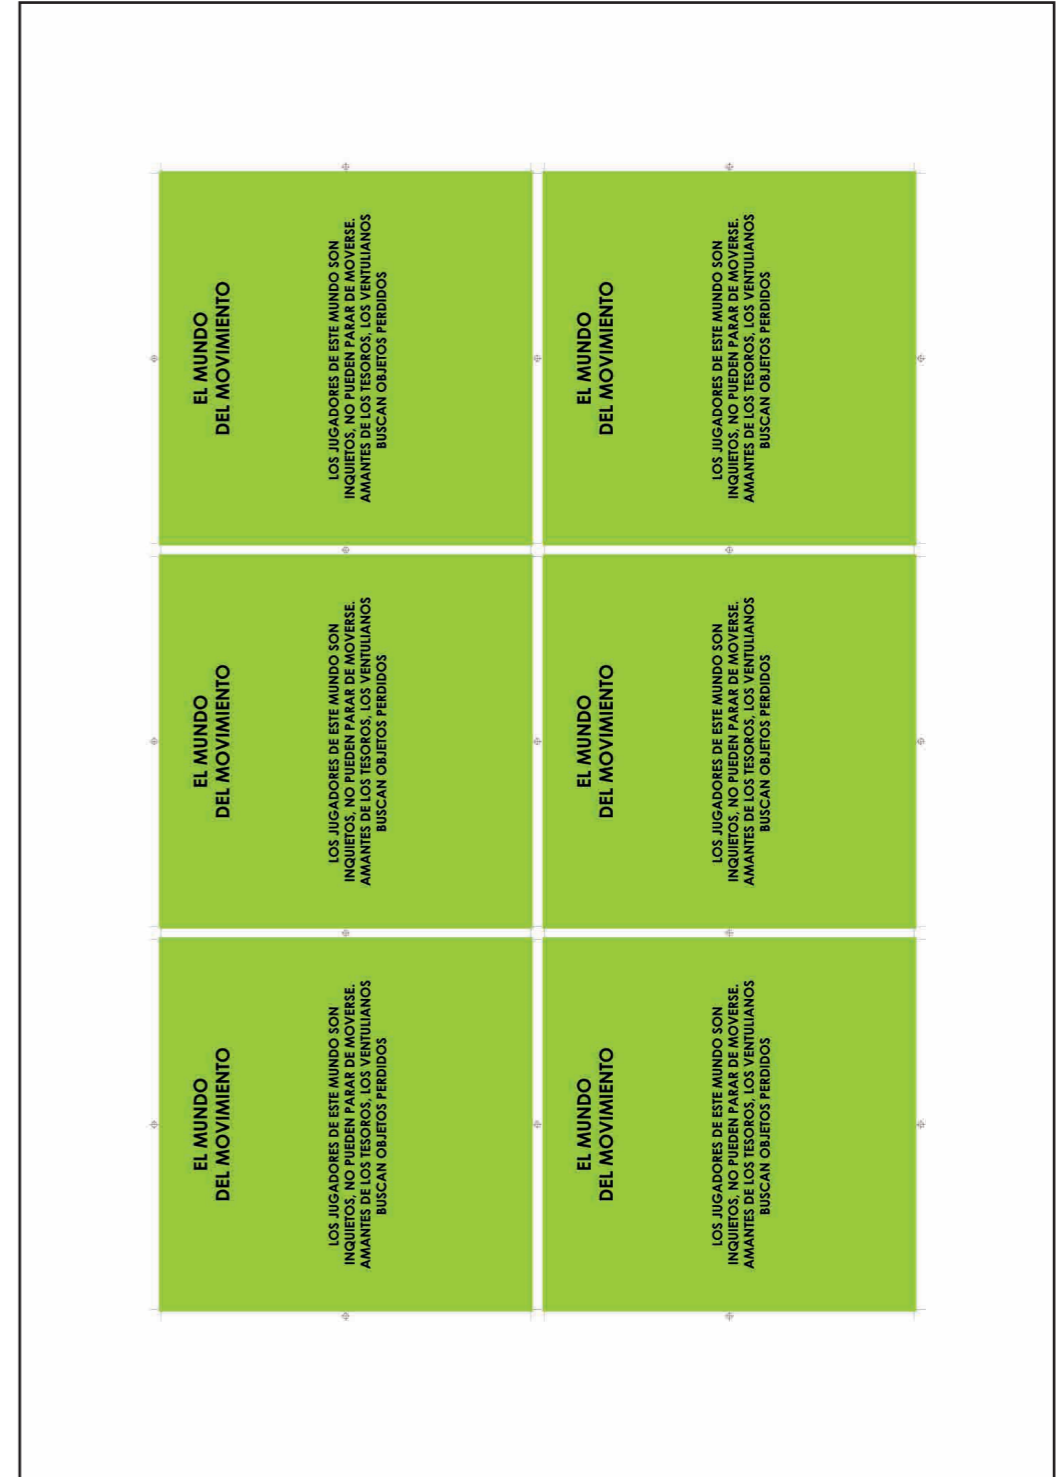 EL MUNDO
DEL MOVIMIENTO
LOS JUGADORES DE ESTE MUNDO SON
INQUIETOS, NO PUEDEN PARAR DE MOVERSE.
AMANTES DE LOS TESOROS, LOS VENTULIANOS
BUSCAN OBJETOS PERDIDOS
EL MUNDO
DEL MOVIMIENTO
LOS JUGADORES DE ESTE MUNDO SON
INQUIETOS, NO PUEDEN PARAR DE MOVERSE.
AMANTES DE LOS TESOROS, LOS VENTULIANOS
BUSCAN OBJETOS PERDIDOS
EL MUNDO
DEL MOVIMIENTO
LOS JUGADORES DE ESTE MUNDO SON
INQUIETOS, NO PUEDEN PARAR DE MOVERSE.
AMANTES DE LOS TESOROS, LOS VENTULIANOS
BUSCAN OBJETOS PERDIDOS
EL MUNDO
DEL MOVIMIENTO
LOS JUGADORES DE ESTE MUNDO SON
INQUIETOS, NO PUEDEN PARAR DE MOVERSE.
AMANTES DE LOS TESOROS, LOS VENTULIANOS
BUSCAN OBJETOS PERDIDOS
EL MUNDO
DEL MOVIMIENTO
LOS JUGADORES DE ESTE MUNDO SON
INQUIETOS, NO PUEDEN PARAR DE MOVERSE.
AMANTES DE LOS TESOROS, LOS VENTULIANOS
BUSCAN OBJETOS PERDIDOS
EL MUNDO
DEL MOVIMIENTO
LOS JUGADORES DE ESTE MUNDO SON
INQUIETOS, NO PUEDEN PARAR DE MOVERSE.
AMANTES DE LOS TESOROS, LOS VENTULIANOS
BUSCAN OBJETOS PERDIDOS